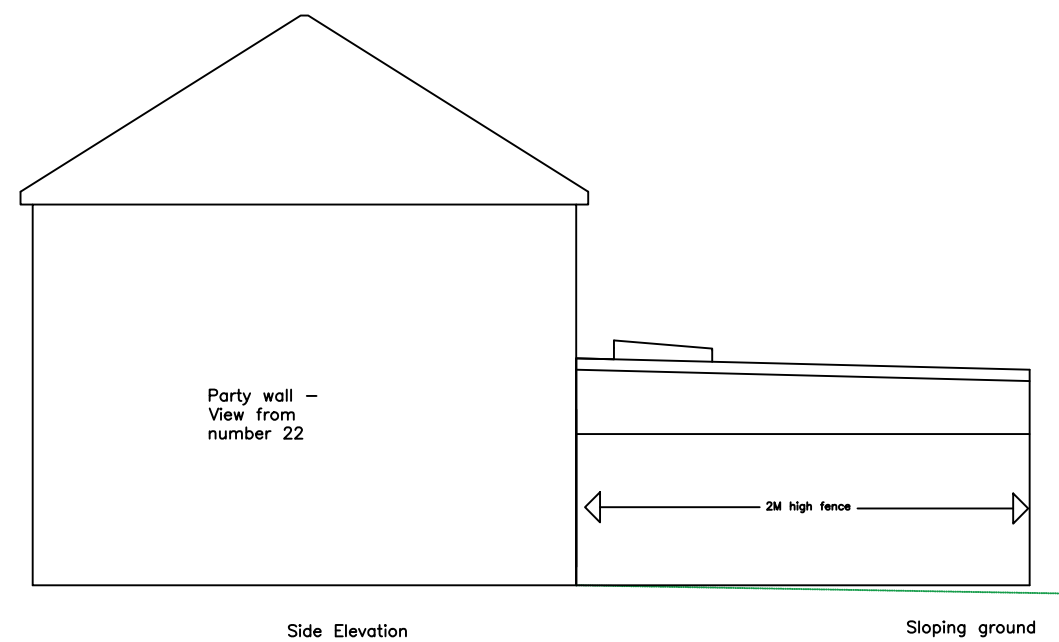 Party wall –
View from
number 22
2M high fence
Side Elevation
Sloping ground